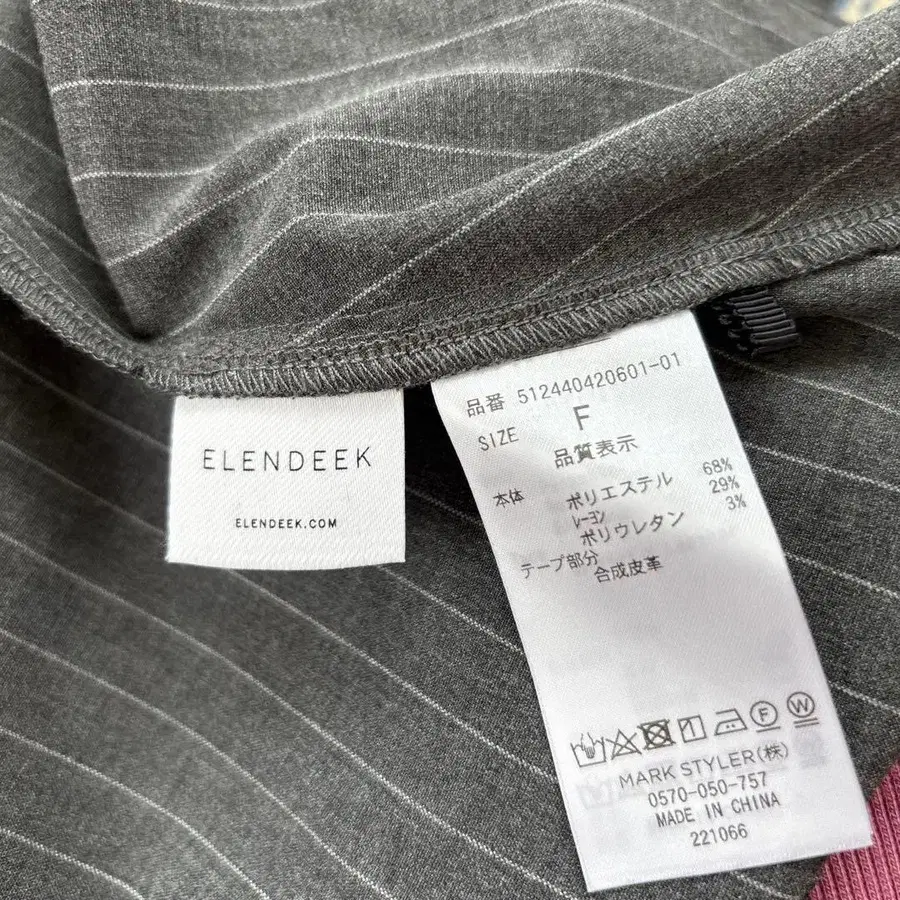 ELENDEEK
ELENDEEK.COM
品番 512440420601-01
SIZE F
品質表示
本体 ポリエステル 68%
レーヨン 29%
ポリウレタン 3%
テープ部分
合成皮革
F W
MARK STYLER(株)
0570-050-757
MADE IN CHINA
221066